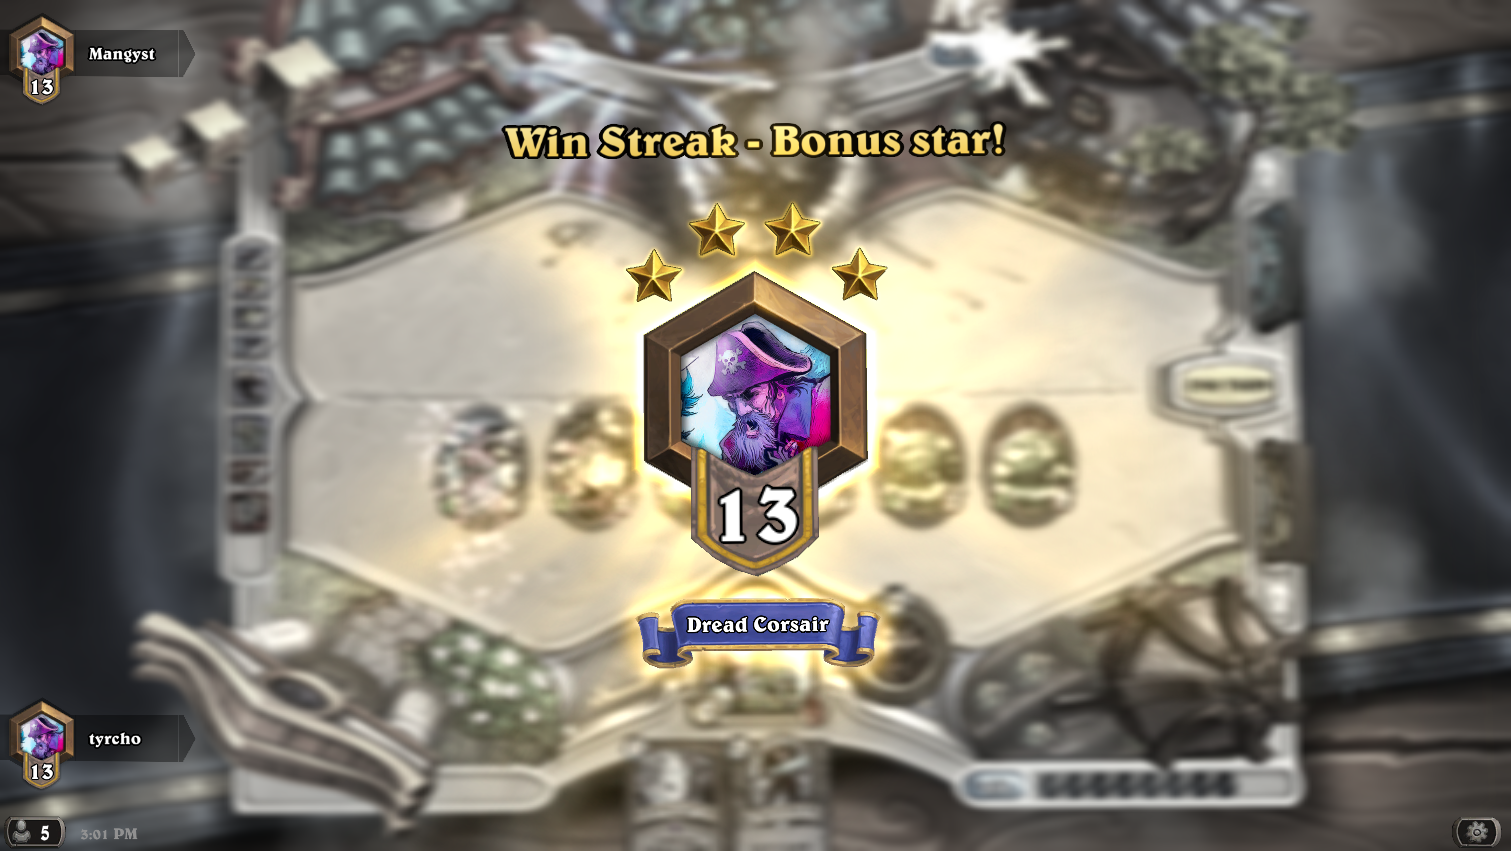 Mangyst
13
Win Streak - Bonus star!
13
Dread Corsair
tyrcho
13
5
3:01 PM